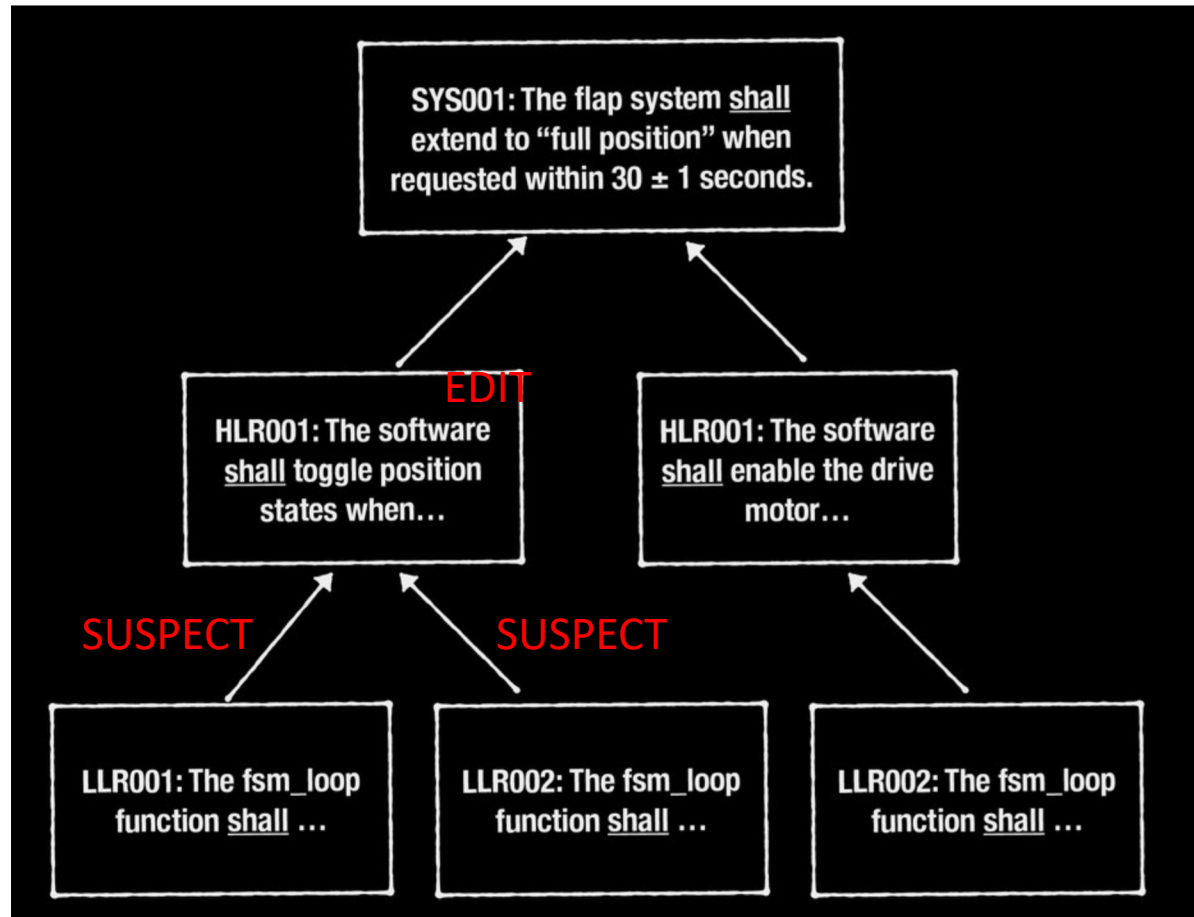 SYS001: The flap system shall
extend to “full position” when
requested within 30 ± 1 seconds.
EDIT
HLR001: The software
shall toggle position
states when...
HLR001: The software
shall enable the drive
motor...
SUSPECT
SUSPECT
LLR001: The fsm_loop
function shall ...
LLR002: The fsm_loop
function shall ...
LLR002: The fsm_loop
function shall ...